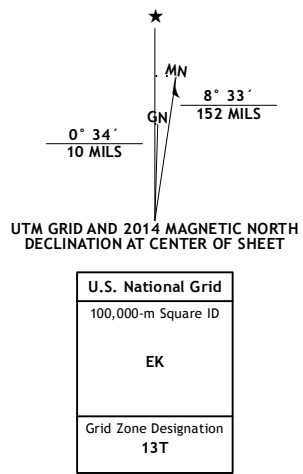 ★
MN
GN
8° 33´
152 MILS
0° 34´
10 MILS
UTM GRID AND 2014 MAGNETIC NORTH
DECLINATION AT CENTER OF SHEET
U.S. National Grid
100,000-m Square ID
EK
Grid Zone Designation
13T